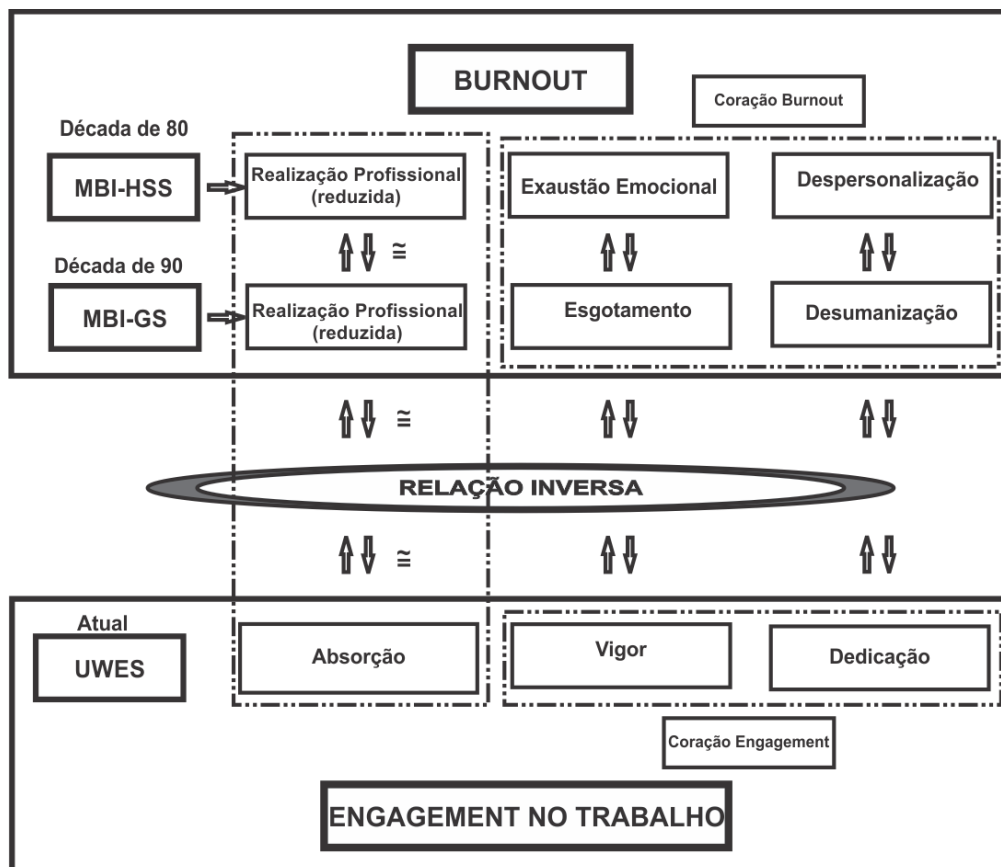 BURNOUT
Coração Burnout
Década de 80
MBI-HSS
Realização Profissional
(reduzida)
Exaustão Emocional
Despersonalização
≅
Década de 90
MBI-GS
Realização Profissional
(reduzida)
Esgotamento
Desumanização
≅
RELAÇÃO INVERSA
≅
Atual
UWES
Absorção
Vigor
Dedicação
Coração Engagement
ENGAGEMENT NO TRABALHO